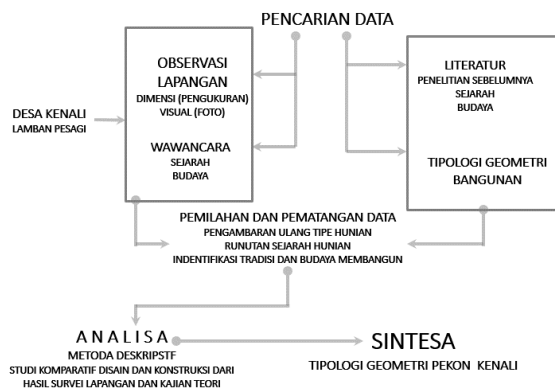 PENCARIAN DATA
OBSERVASI
LAPANGAN
DIMENSI (PENGUKURAN)
VISUAL (FOTO)
WAWANCARA
SEJARAH
BUDAYA
DESA KENALI
LAMBAN PESAGI
LITERATUR
PENELITIAN SEBELUMNYA
SEJARAH
BUDAYA
TIPOLOGI GEOMETRI
BANGUNAN
PEMILAHAN DAN PEMATANGAN DATA
PENGAMBARAN ULANG TIPE HUNIAN
RUNUTAN SEJARAH HUNIAN
INDENTIFIKASI TRADISI DAN BUDAYA MEMBANGUN
ANALISA
METODA DESKRIPSTF
STUDI KOMPARATIF DISAIN DAN KONSTRUKSI DARI
HASIL SURVEI LAPANGAN DAN KAJIAN TEORI
SINTESA
TIPOLOGI GEOMETRI PEKON KENALI